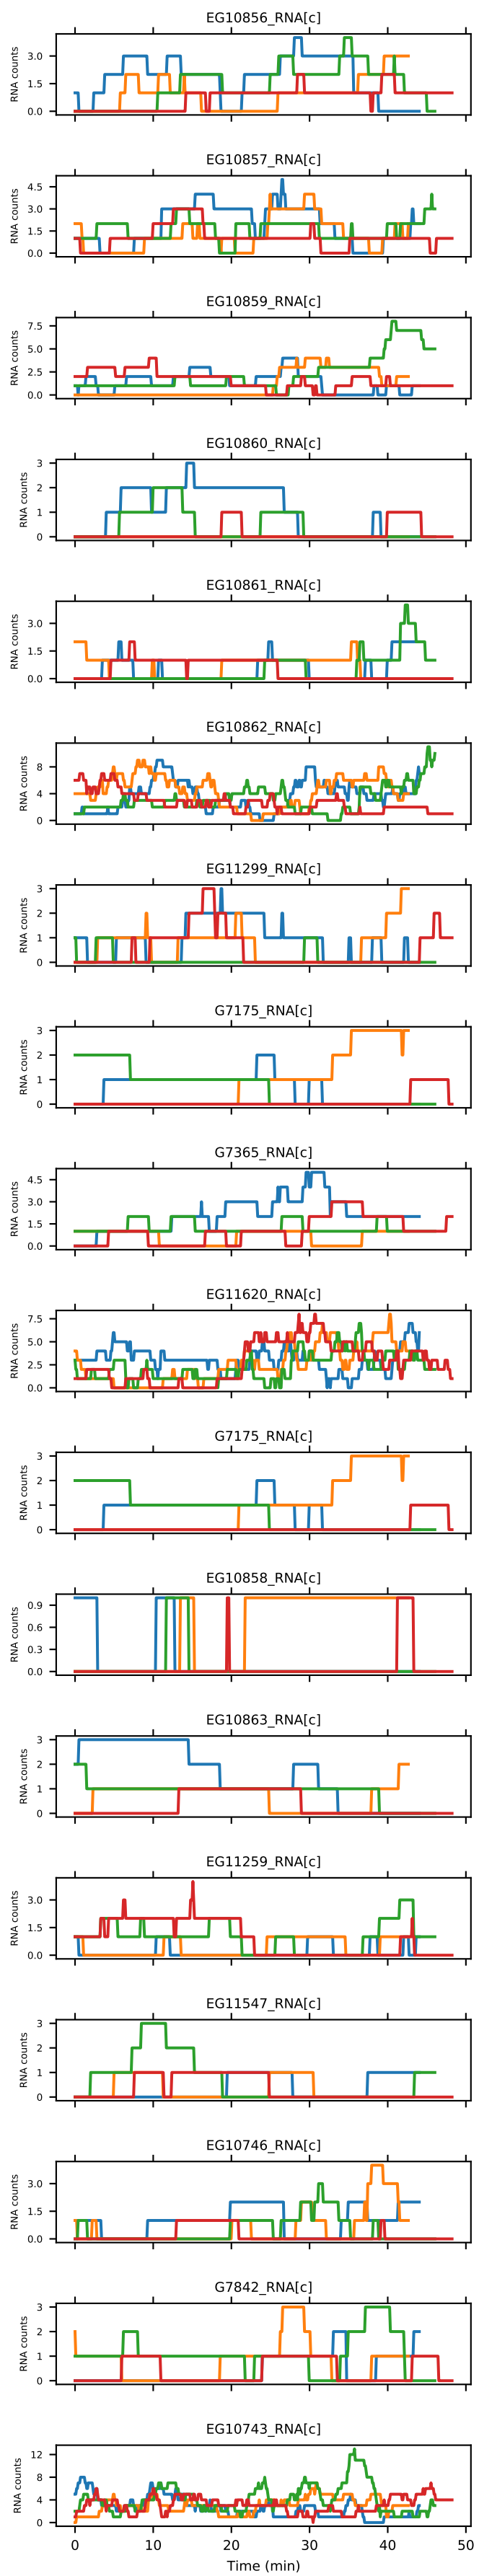 EG10856_RNA[c]
RNA counts
3.0
1.5
0.0
EG10857_RNA[c]
RNA counts
4.5
3.0
1.5
0.0
EG10859_RNA[c]
RNA counts
7.5
5.0
2.5
0.0
EG10860_RNA[c]
RNA counts
3
2
1
0
EG10861_RNA[c]
RNA counts
3.0
1.5
0.0
EG10862_RNA[c]
RNA counts
8
4
0
EG11299_RNA[c]
RNA counts
3
2
1
0
G7175_RNA[c]
RNA counts
3
2
1
0
G7365_RNA[c]
RNA counts
4.5
3.0
1.5
0.0
EG11620_RNA[c]
RNA counts
7.5
5.0
2.5
0.0
G7175_RNA[c]
RNA counts
3
2
1
0
EG10858_RNA[c]
RNA counts
0.9
0.6
0.3
0.0
EG10863_RNA[c]
RNA counts
3
2
1
0
EG11259_RNA[c]
RNA counts
3.0
1.5
0.0
EG11547_RNA[c]
RNA counts
3
2
1
0
EG10746_RNA[c]
RNA counts
3.0
1.5
0.0
G7842_RNA[c]
RNA counts
3
2
1
0
EG10743_RNA[c]
RNA counts
12
8
4
0
0 10 20 30 40 50
Time (min)